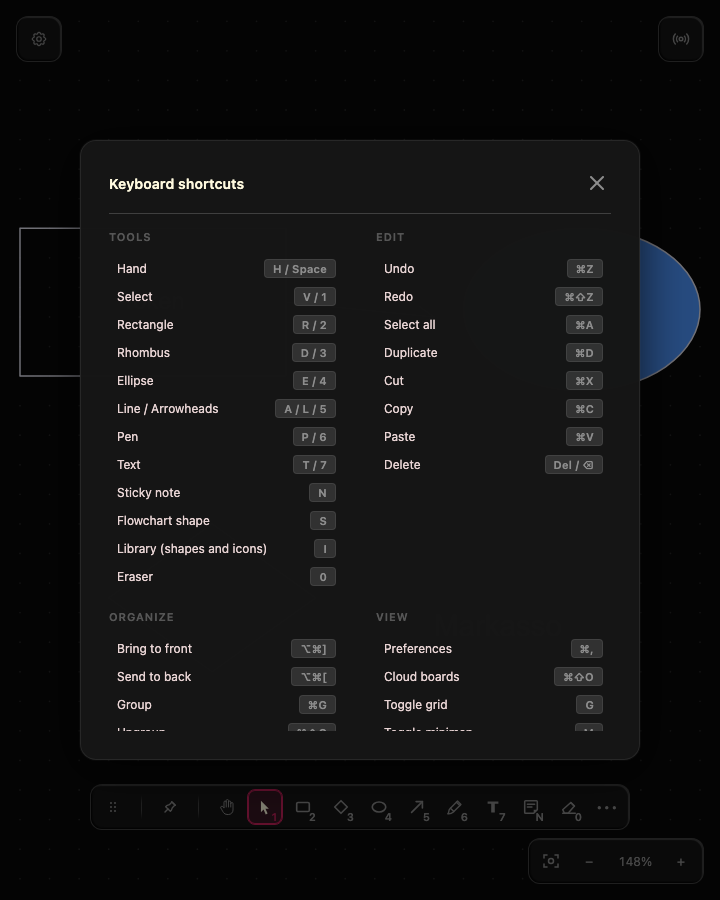 Keyboard shortcuts
TOOLS
Hand H / Space
Select V / 1
Rectangle R / 2
Rhombus D / 3
Ellipse E / 4
Line / Arrowheads A / L / 5
Pen P / 6
Text T / 7
Sticky note N
Flowchart shape S
Library (shapes and icons) I
Eraser 0
EDIT
Undo ⌘Z
Redo ⌘⇧Z
Select all ⌘A
Duplicate ⌘D
Cut ⌘X
Copy ⌘C
Paste ⌘V
Delete Del / ⌫
ORGANIZE
Bring to front ⌥⌘]
Send to back ⌥⌘[
Group ⌘G
VIEW
Preferences ⌘,
Cloud boards ⌘⇧O
Toggle grid G
1 2 3 4 5 6 T 7 N 0
148%